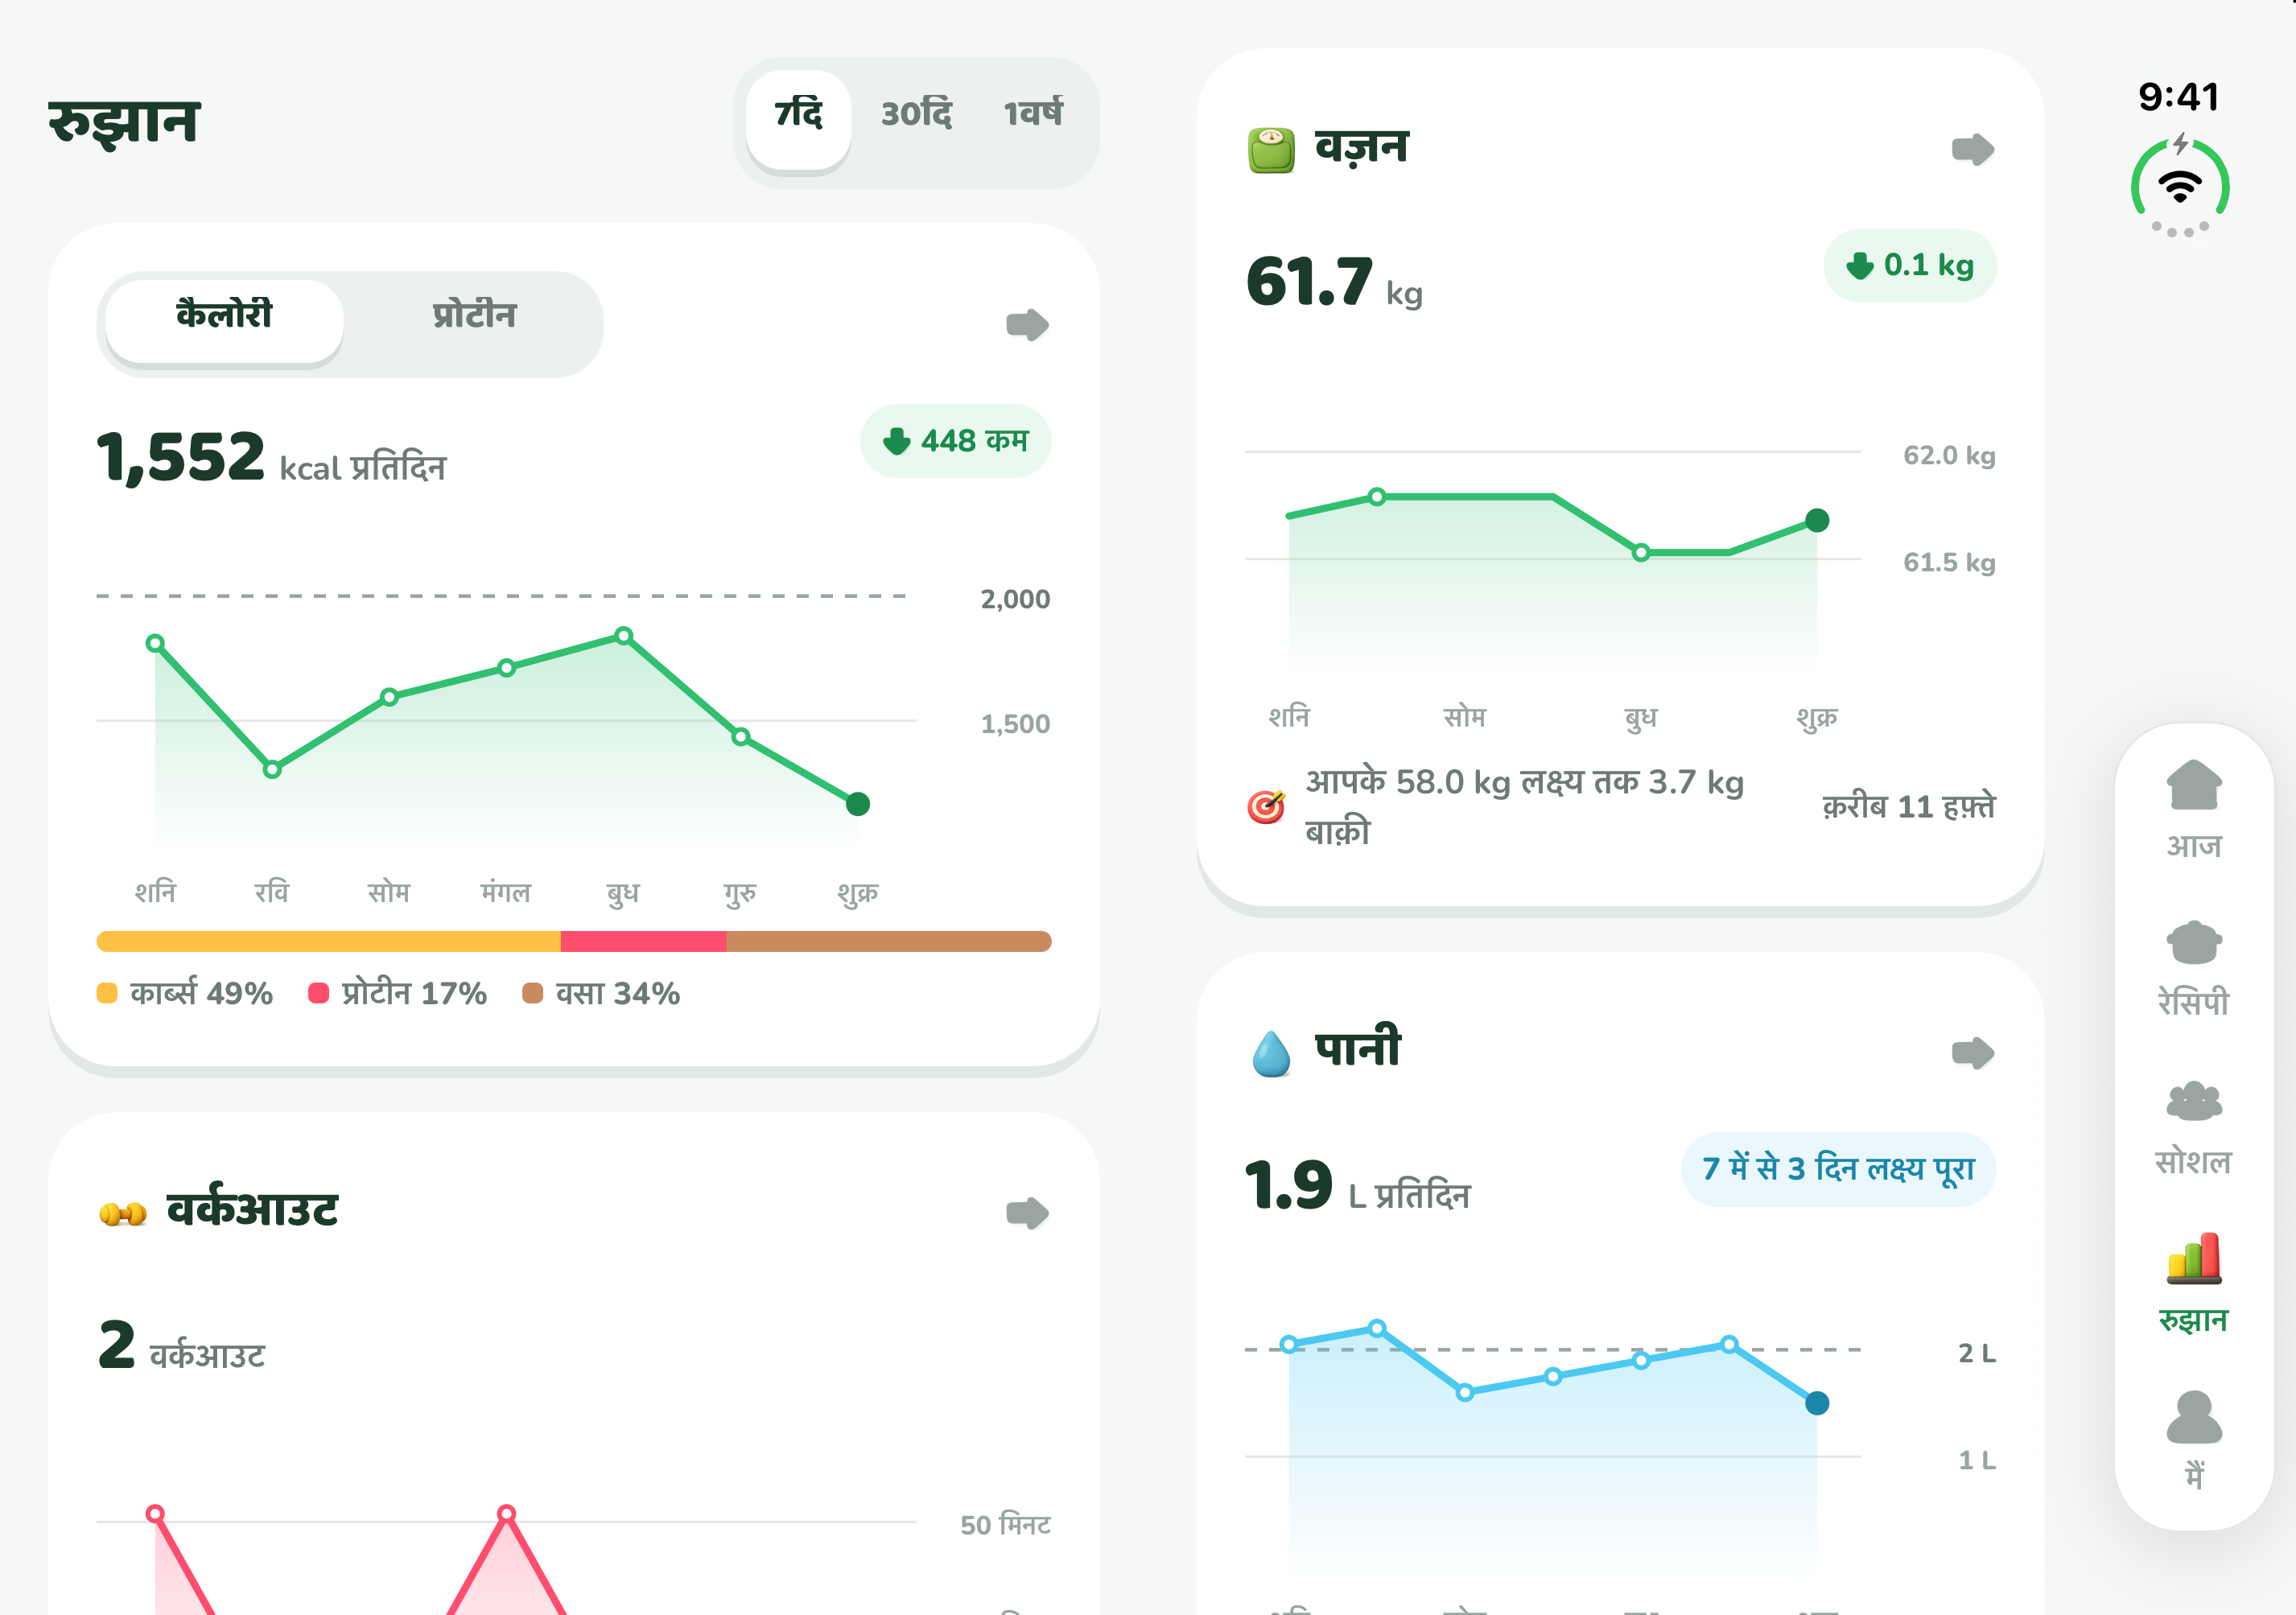 रुझान
7दि
30दि
1वर्ष
कैलोरी
प्रोटीन
1,552 kcal प्रतिदिन
448 कम
2,000
1,500
शनि
रवि
सोम
मंगल
बुध
गुरु
शुक्र
कार्ब्स 49%
प्रोटीन 17%
वसा 34%
वर्कआउट
2 वर्कआउट
50 मिनट
वज़न
61.7 kg
0.1 kg
62.0 kg
61.5 kg
शनि
सोम
बुध
शुक्र
आपके 58.0 kg लक्ष्य तक 3.7 kg
बाक़ी
क़रीब 11 हफ़्ते
पानी
1.9 L प्रतिदिन
7 में से 3 दिन लक्ष्य पूरा
2 L
1 L
9:41
आज
रेसिपी
सोशल
रुझान
मैं